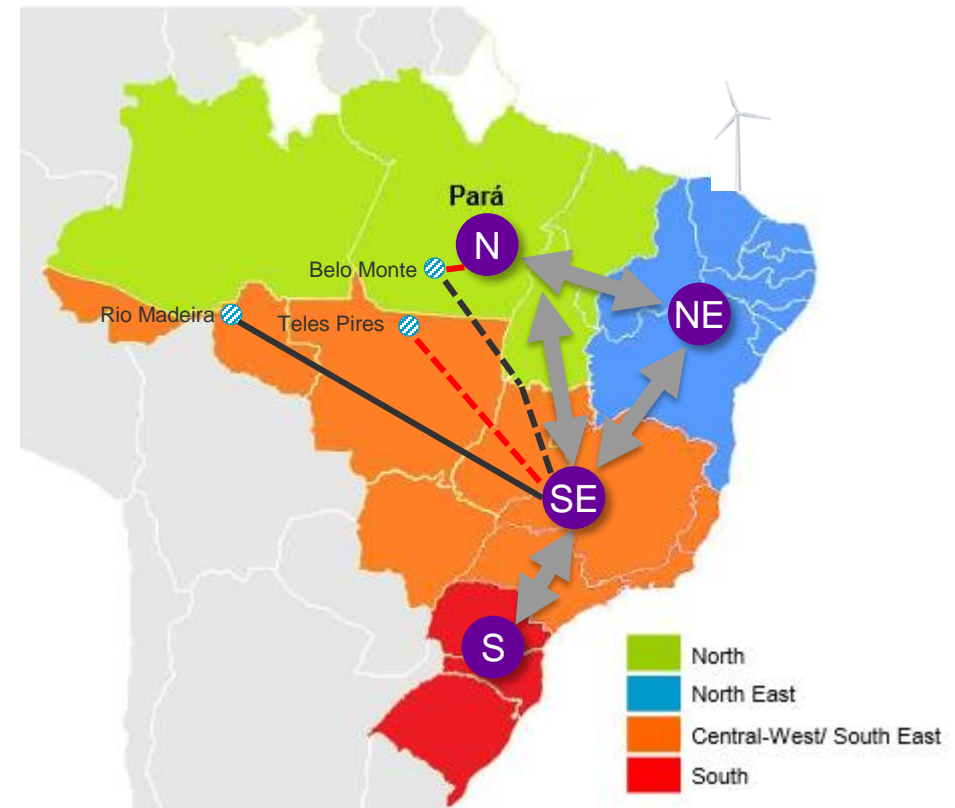 Pará
N
Belo Monte
Rio Madeira
Teles Pires
NE
SE
S
North
North East
Central-West/ South East
South